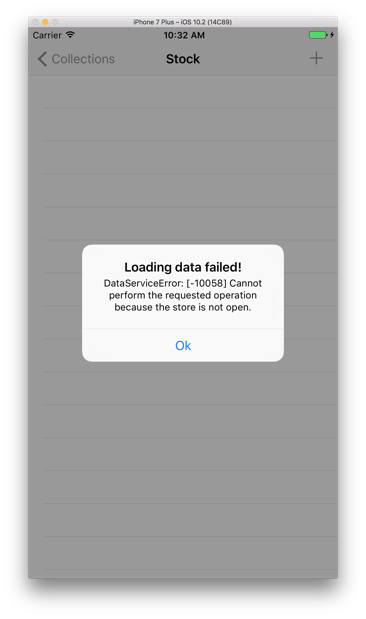 iPhone 7 Plus – iOS 10.2 (14C89)
Carrier 10:32 AM
Collections Stock
Loading data failed!
DataServiceError: [-10058] Cannot
perform the requested operation
because the store is not open.
Ok